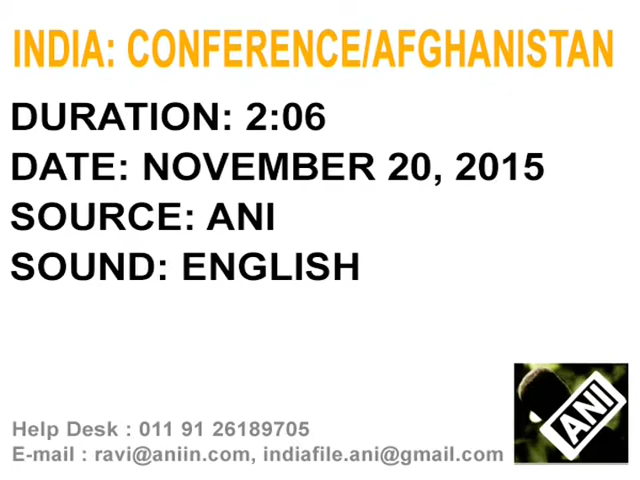 INDIA: CONFERENCE/AFGHANISTAN
DURATION: 2:06
DATE: NOVEMBER 20, 2015
SOURCE: ANI
SOUND: ENGLISH
Help Desk : 011 91 26189705
E-mail : ravi@aniin.com, indiafile.ani@gmail.com
ANI